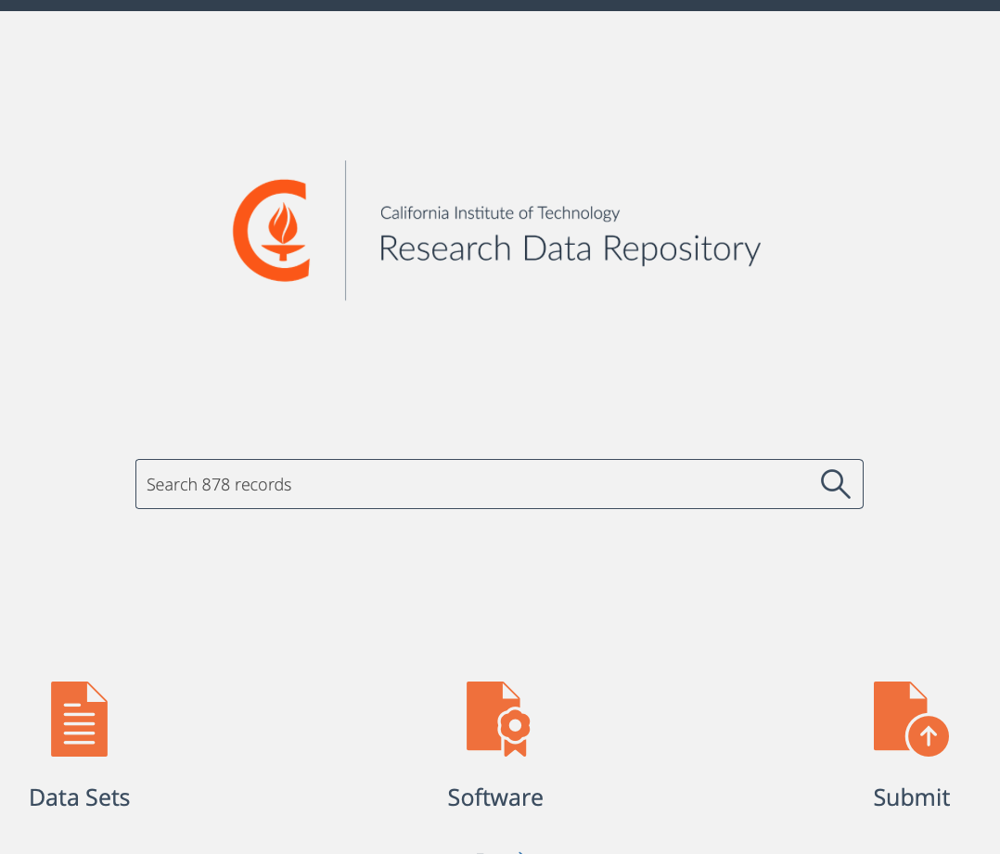 California Institute of Technology
Research Data Repository
Search 878 records
Data Sets
Software
Submit